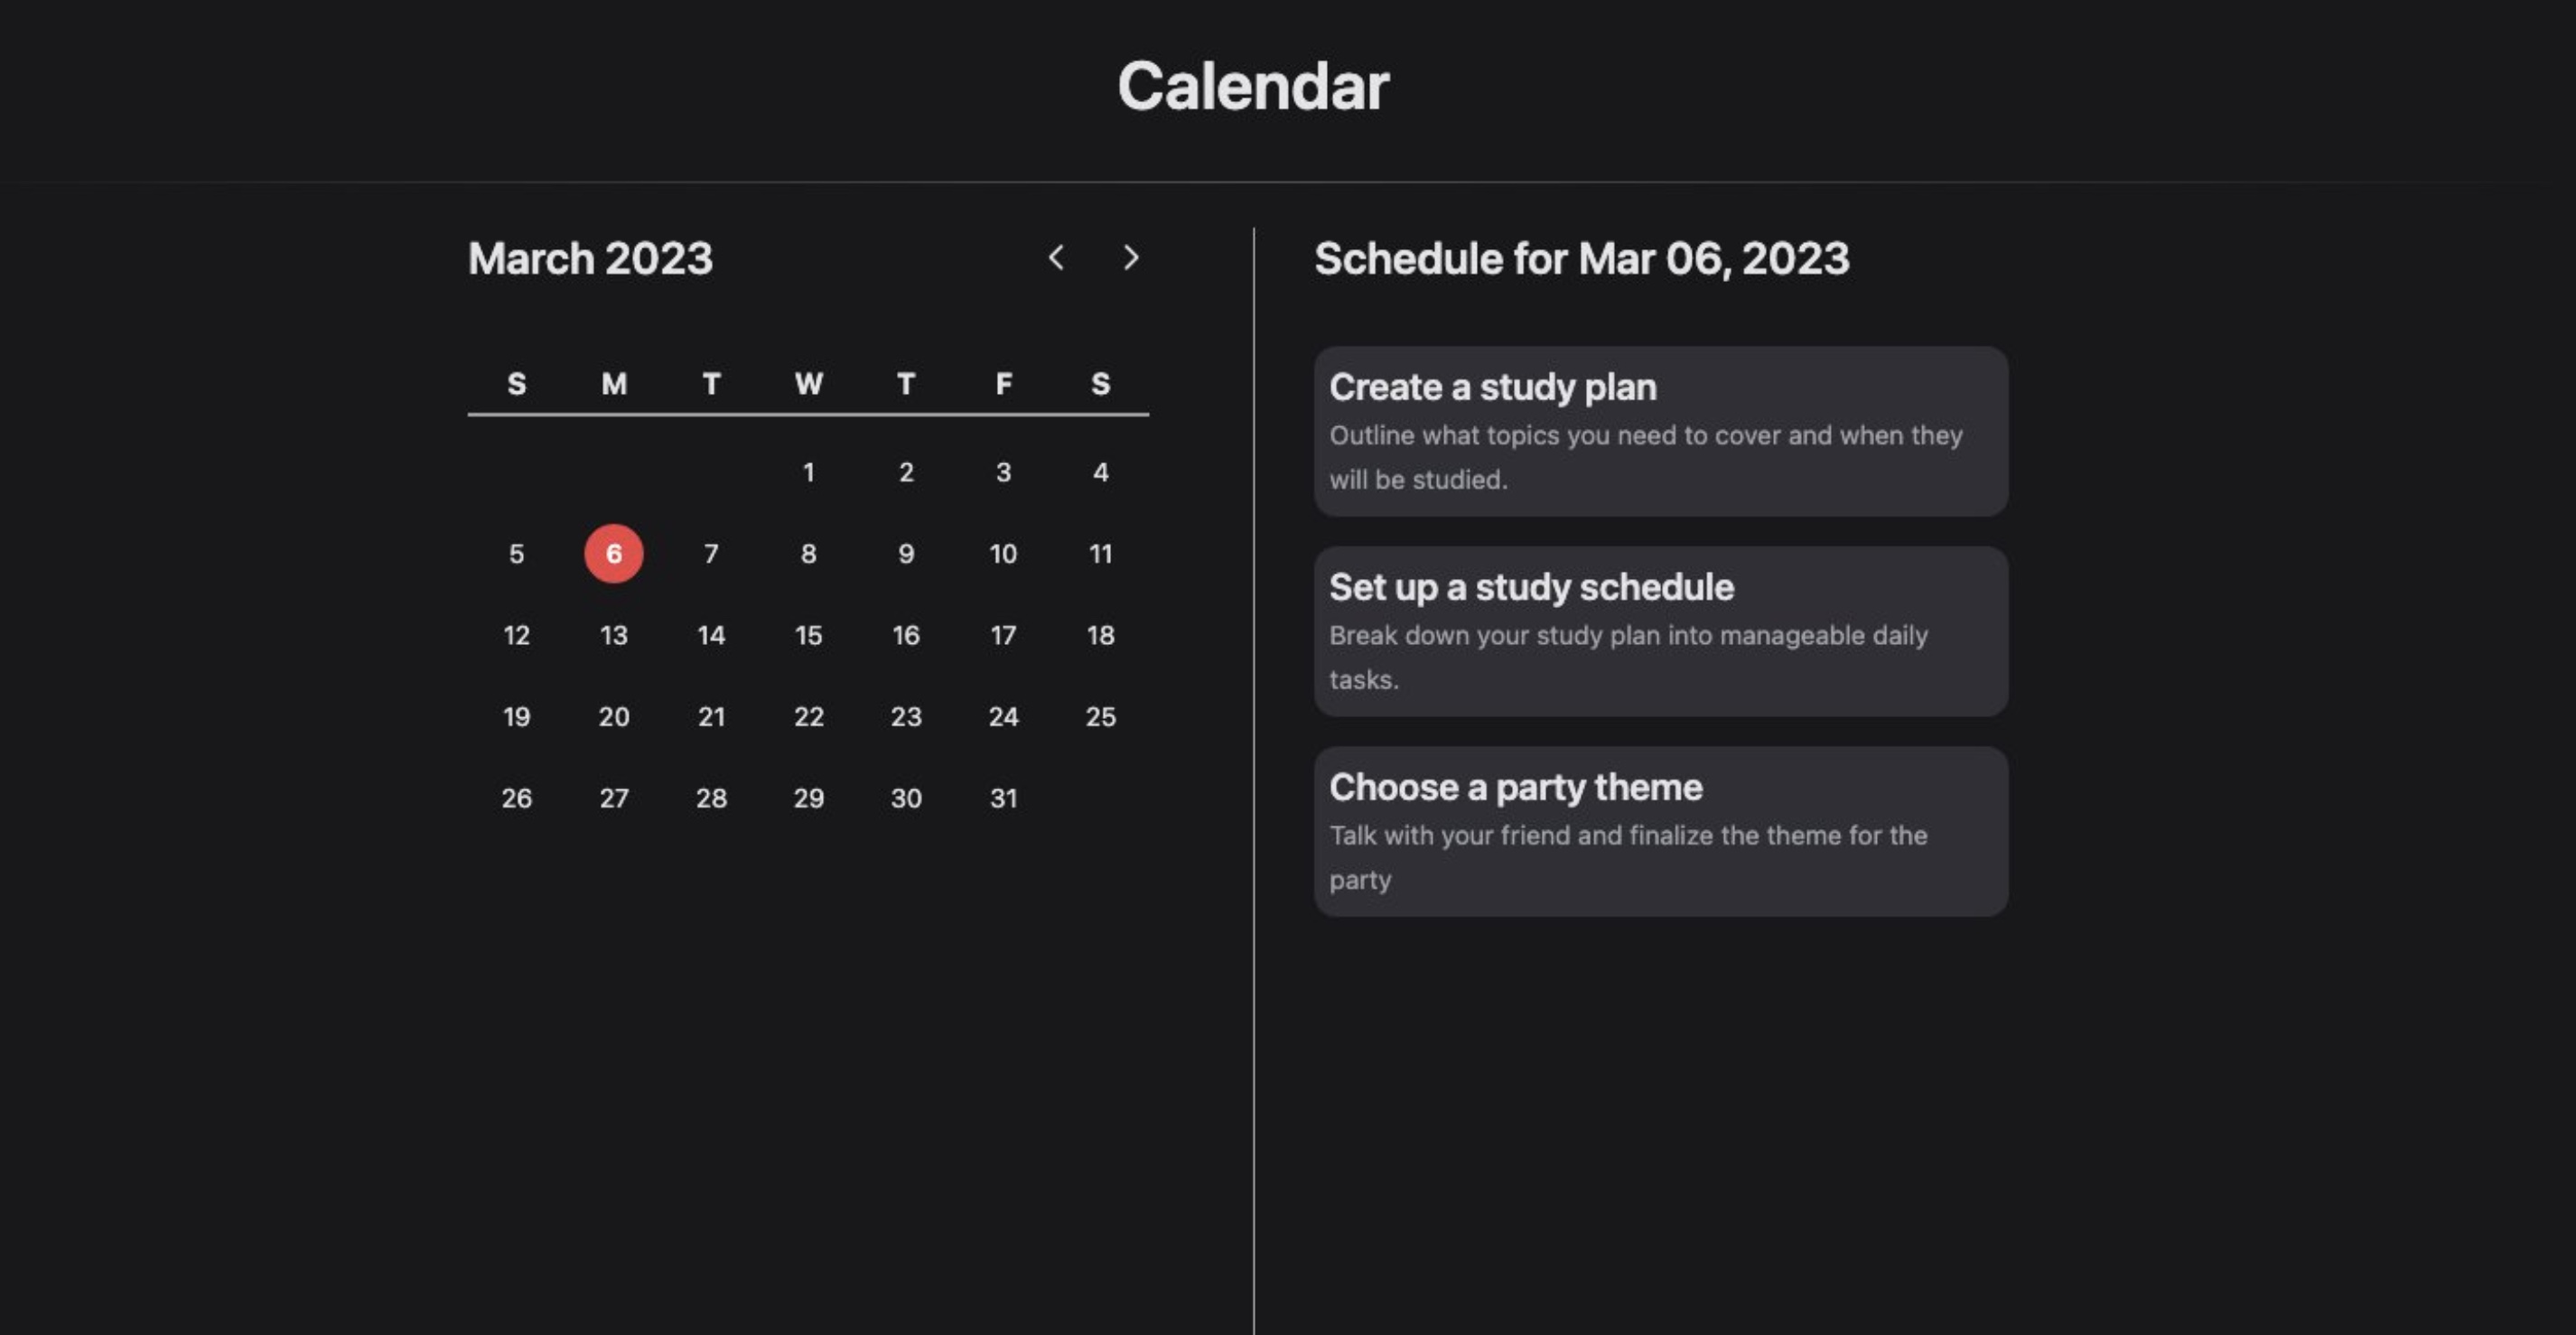 Calendar
March 2023
S M T W T F S
1 2 3 4
5 6 7 8 9 10 11
12 13 14 15 16 17 18
19 20 21 22 23 24 25
26 27 28 29 30 31
Schedule for Mar 06, 2023
Create a study plan
Outline what topics you need to cover and when they
will be studied.
Set up a study schedule
Break down your study plan into manageable daily
tasks.
Choose a party theme
Talk with your friend and finalize the theme for the
party